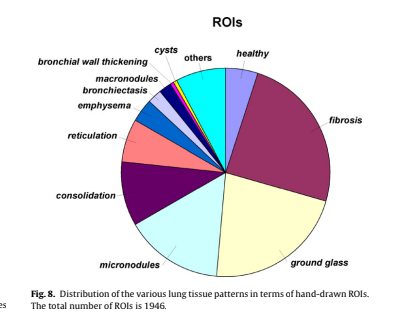 ROIs
cysts
others
healthy
bronchial wall thickening
macronodules
bronchiectasis
emphysema
fibrosis
reticulation
consolidation
micronodules
ground glass
Fig. 8. Distribution of the various lung tissue patterns in terms of hand-drawn ROIs.
es The total number of ROIs is 1946.